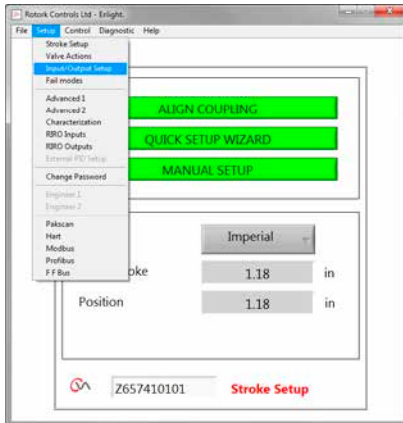 Rotork Controls Ltd - Enlight.
File Setup Control Diagnostic Help
Stroke Setup
Valve Actions
Input/Output Setup
Fail modes
Advanced 1
Advanced 2
Characterization
RIRO Inputs
RIRO Outputs
External PID Setup
Change Password
Engineer 1
Engineer 2
Pakscan
Hart
Modbus
Profibus
F F Bus
ALIGN COUPLING
QUICK SETUP WIZARD
MANUAL SETUP
Imperial
oke 1.18 in
Position 1.18 in
Z657410101 Stroke Setup